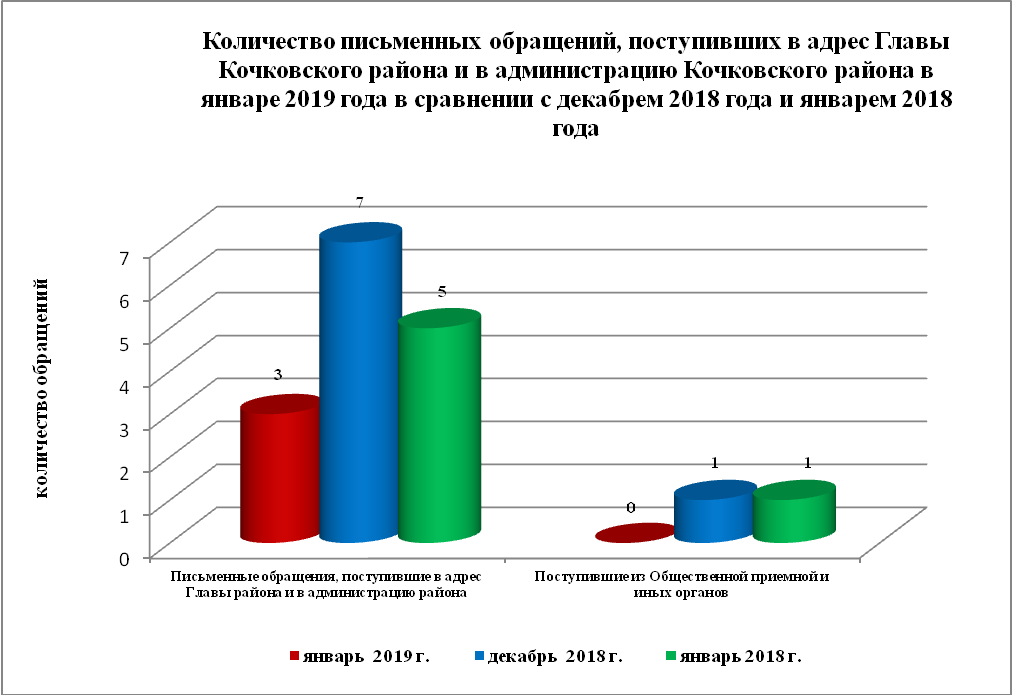 Количество письменных обращений, поступивших в адрес Главы
Кочковского района и в администрацию Кочковского района в
январе 2019 года в сравнении с декабрем 2018 года и январем 2018
года
количество обращений
7
6
5
4
3
2
1
0
3
7
5
0
1
1
Письменные обращения, поступившие в адрес
Главы района и в администрацию района
Поступившие из Общественной приемной и
иных органов
январь 2019 г.
декабрь 2018 г.
январь 2018 г.